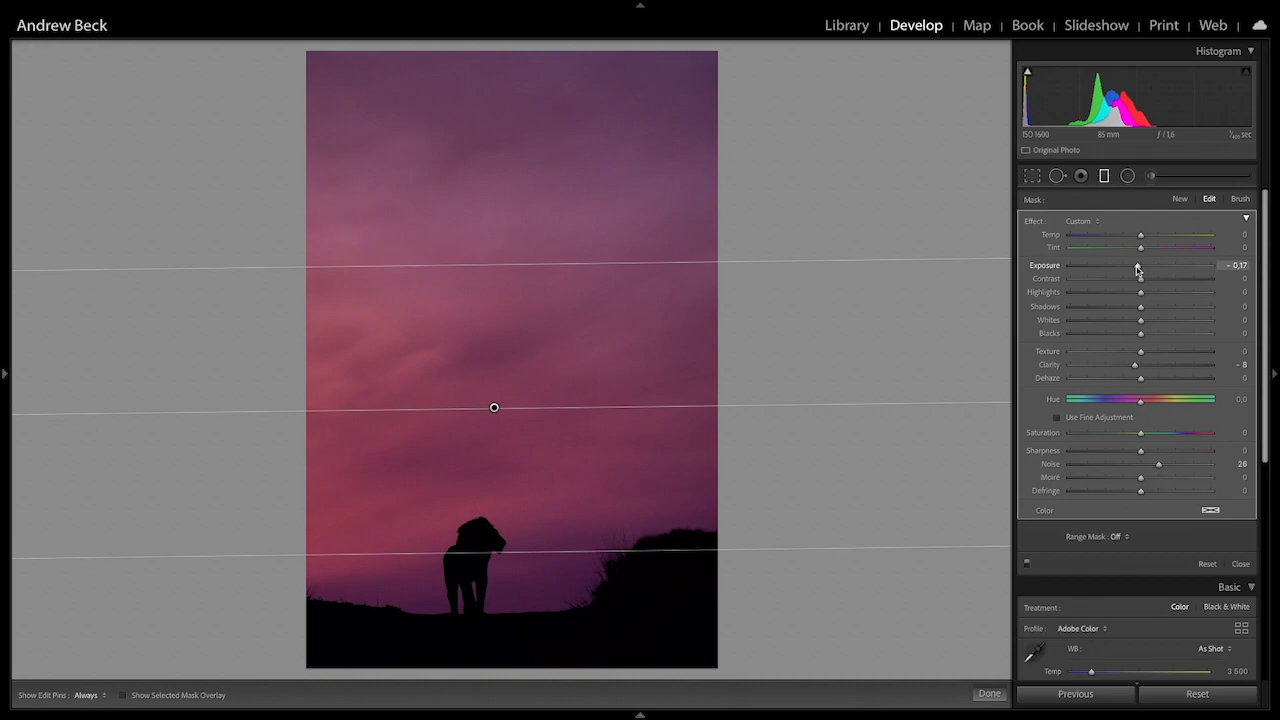 Andrew Beck
Library | Develop | Map | Book | Slideshow | Print | Web |
Histogram
ISO 1600 85 mm ƒ / 1,6 1/400 sec
Original Photo
Mask : New Edit Brush
Effect : Custom
Temp 0
Tint 0
Exposure – 0,17
Contrast 0
Highlights 0
Shadows 0
Whites 0
Blacks 0
Texture 0
Clarity – 8
Dehaze 0
Hue 0,0
Use Fine Adjustment
Saturation 0
Sharpness 0
Noise 26
Moiré 0
Defringe 0
Color
Range Mask : Off
Reset Close
Basic
Treatment : Color Black & White
Profile : Adobe Color
WB : As Shot
Temp 3 500
Show Edit Pins : Always Show Selected Mask Overlay Done
Previous Reset